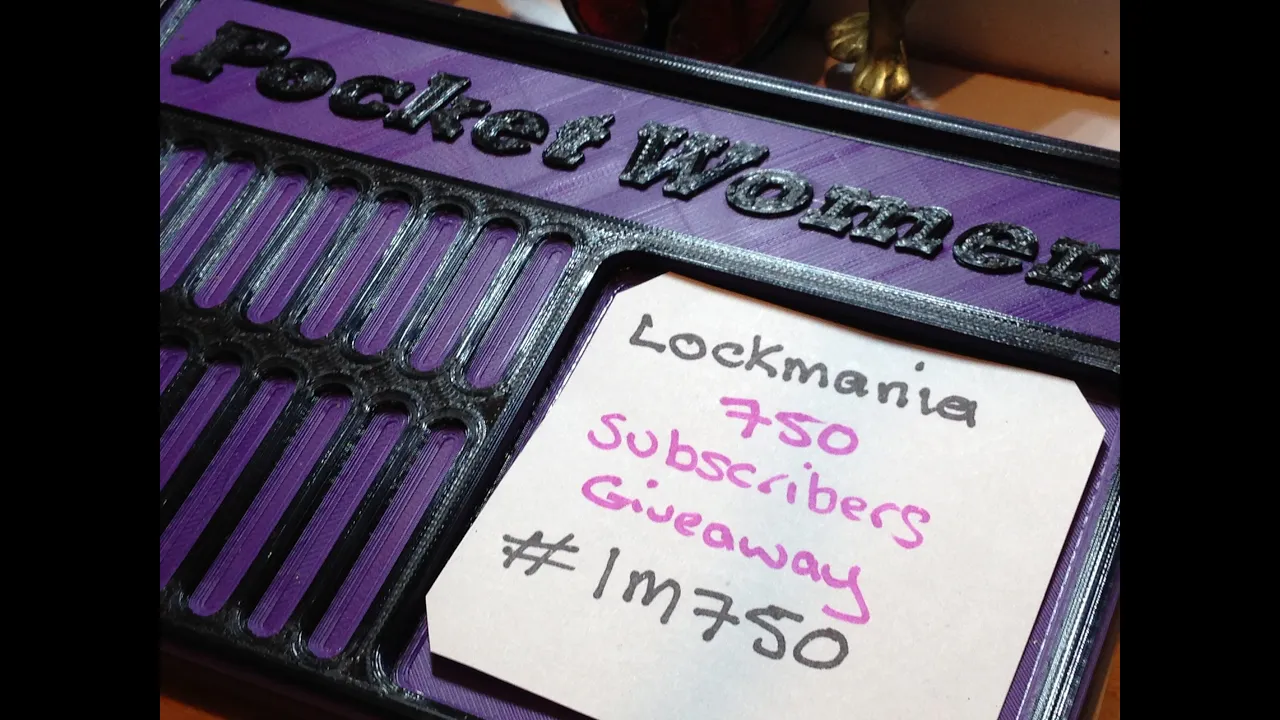 Pocket Women
Lockmania
750
Subscribers
Giveaway
#lm750